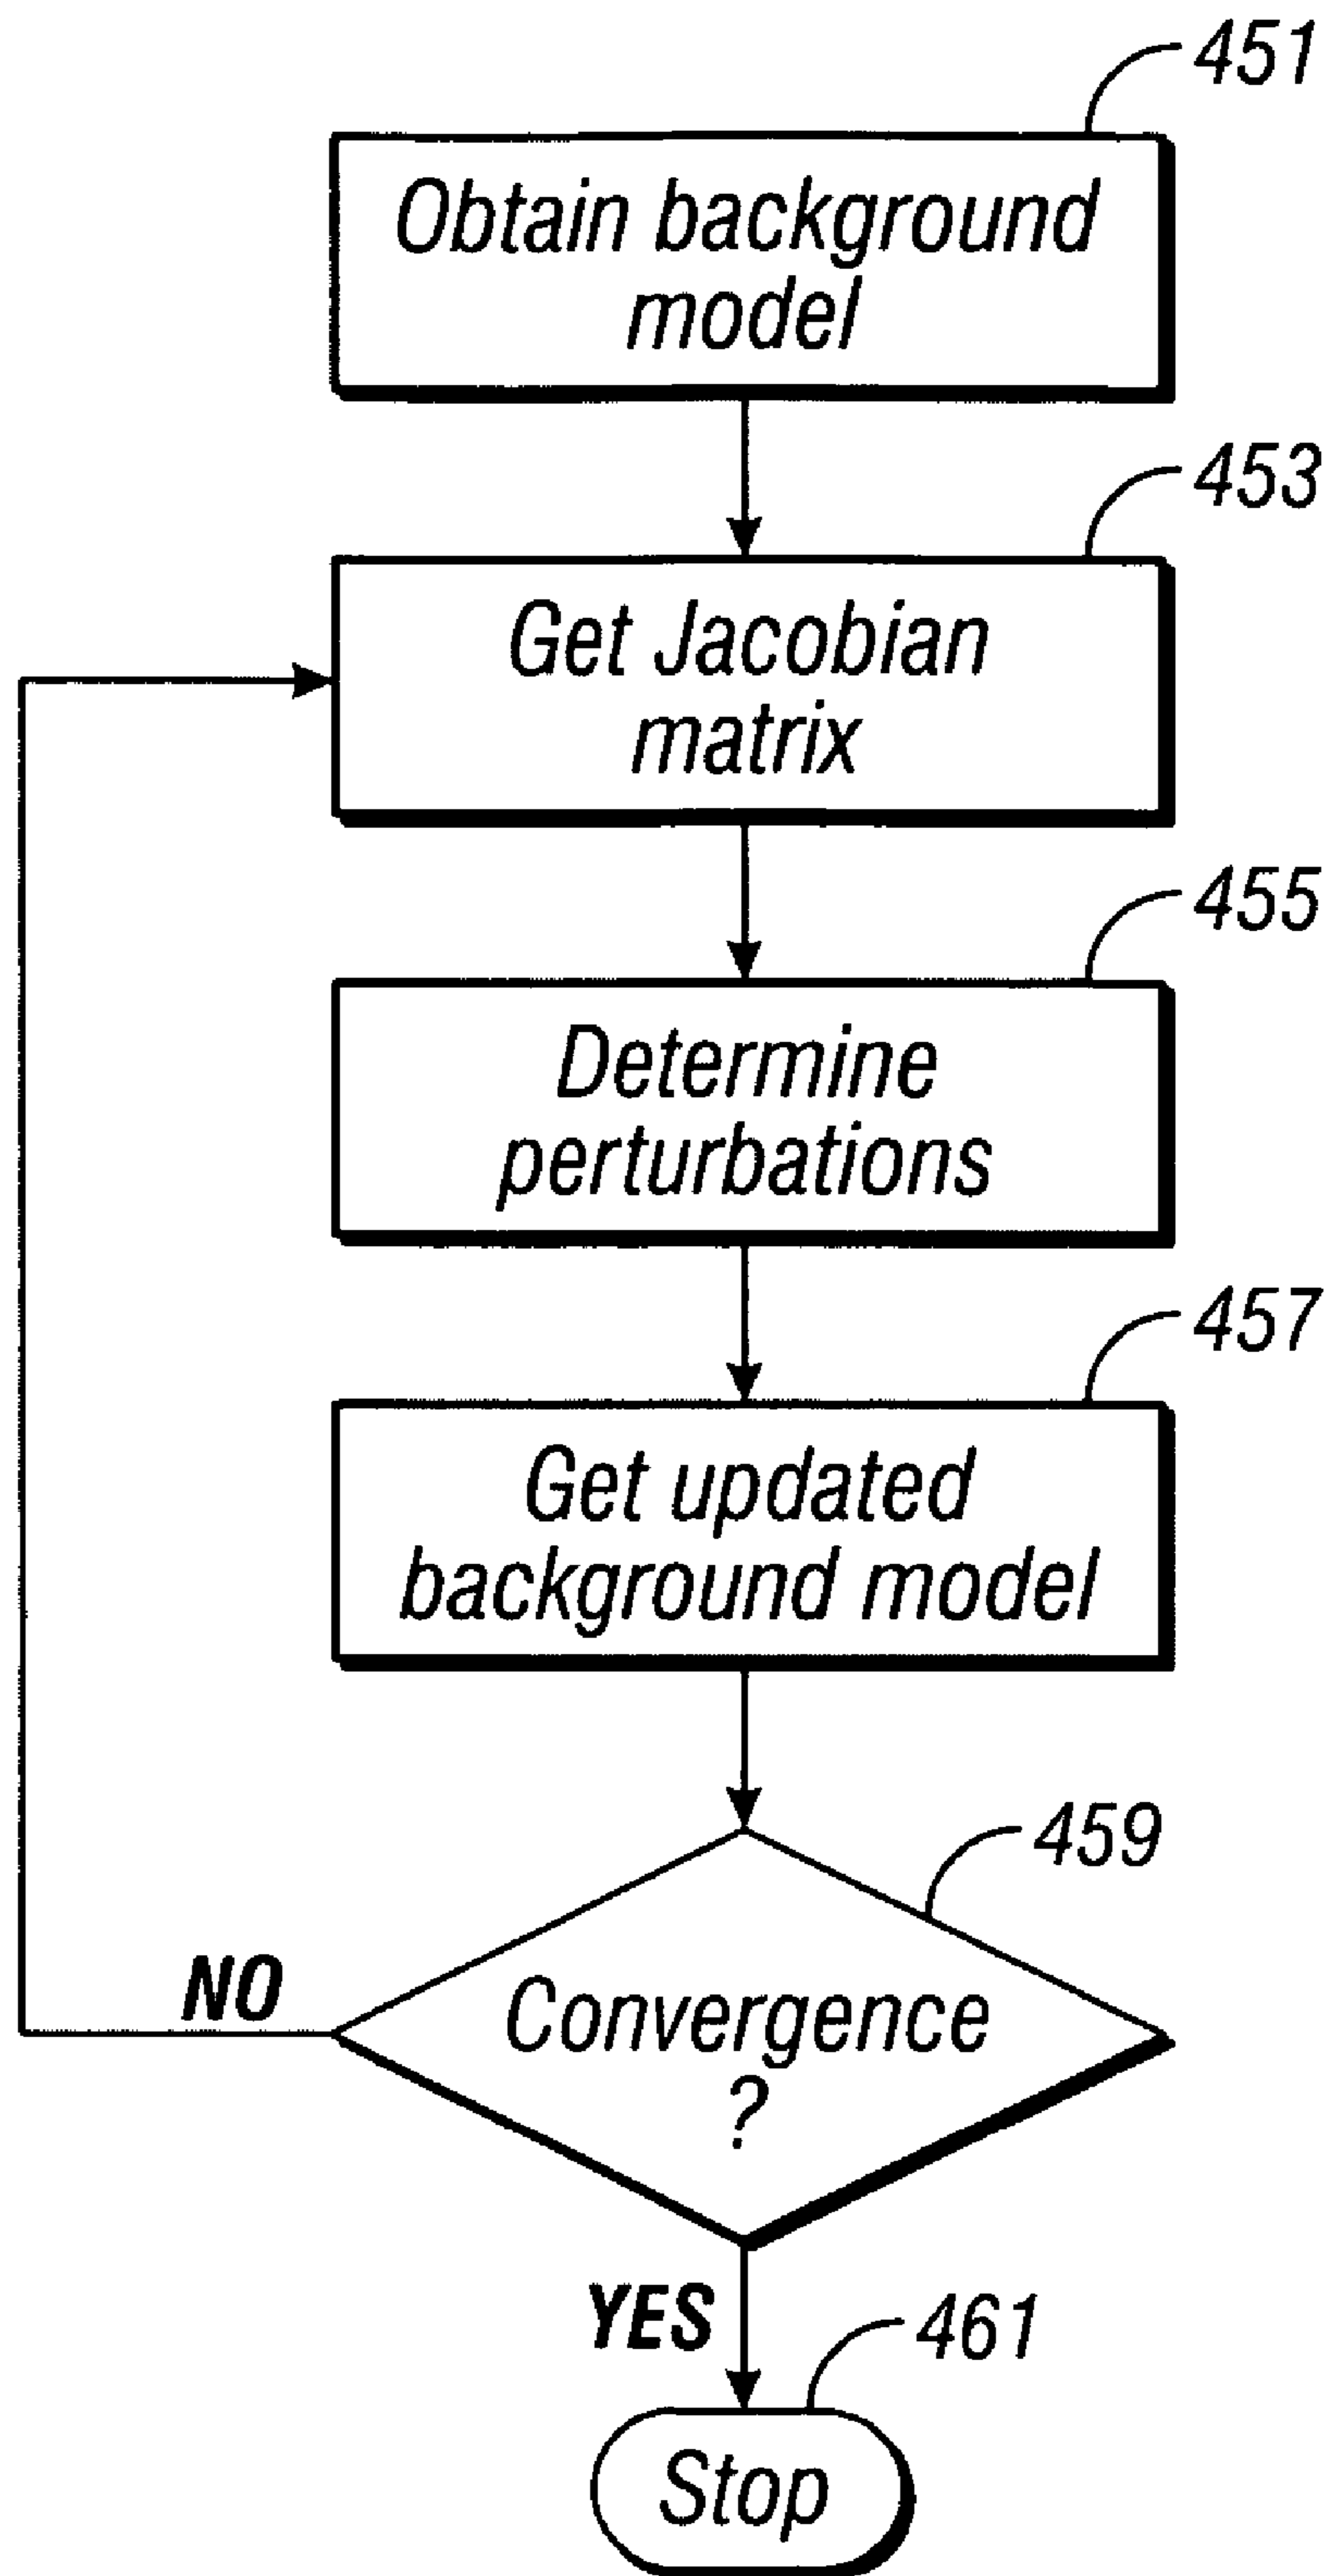 451
Obtain background
model
453
Get Jacobian
matrix
455
Determine
perturbations
457
Get updated
background model
459
Convergence
?
NO
YES
461
Stop